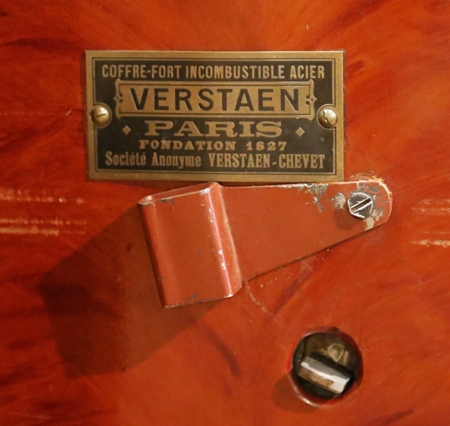 COFFRE-FORT INCOMBUSTIBLE ACIER
VERSTAEN
PARIS
FONDATION 1827
Société Anonyme VERSTAEN-CHEVET